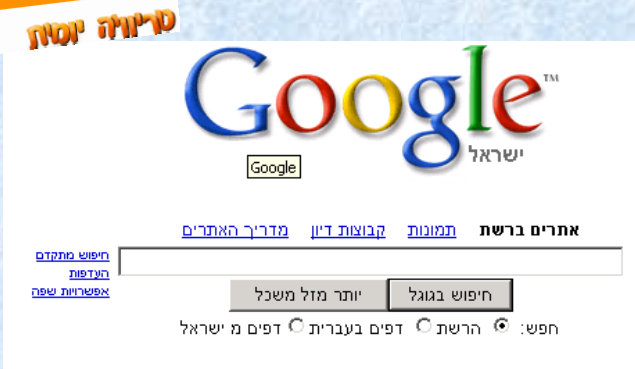 טריוויה יומית
Google™
ישראל
Google
אתרים ברשת תמונות קבוצות דיון מדריך האתרים
חיפוש מתקדם
העדפות
אפשרויות שפה
חיפוש בגוגל יותר מזל משכל
חפש: הרשת דפים בעברית דפים מ ישראל